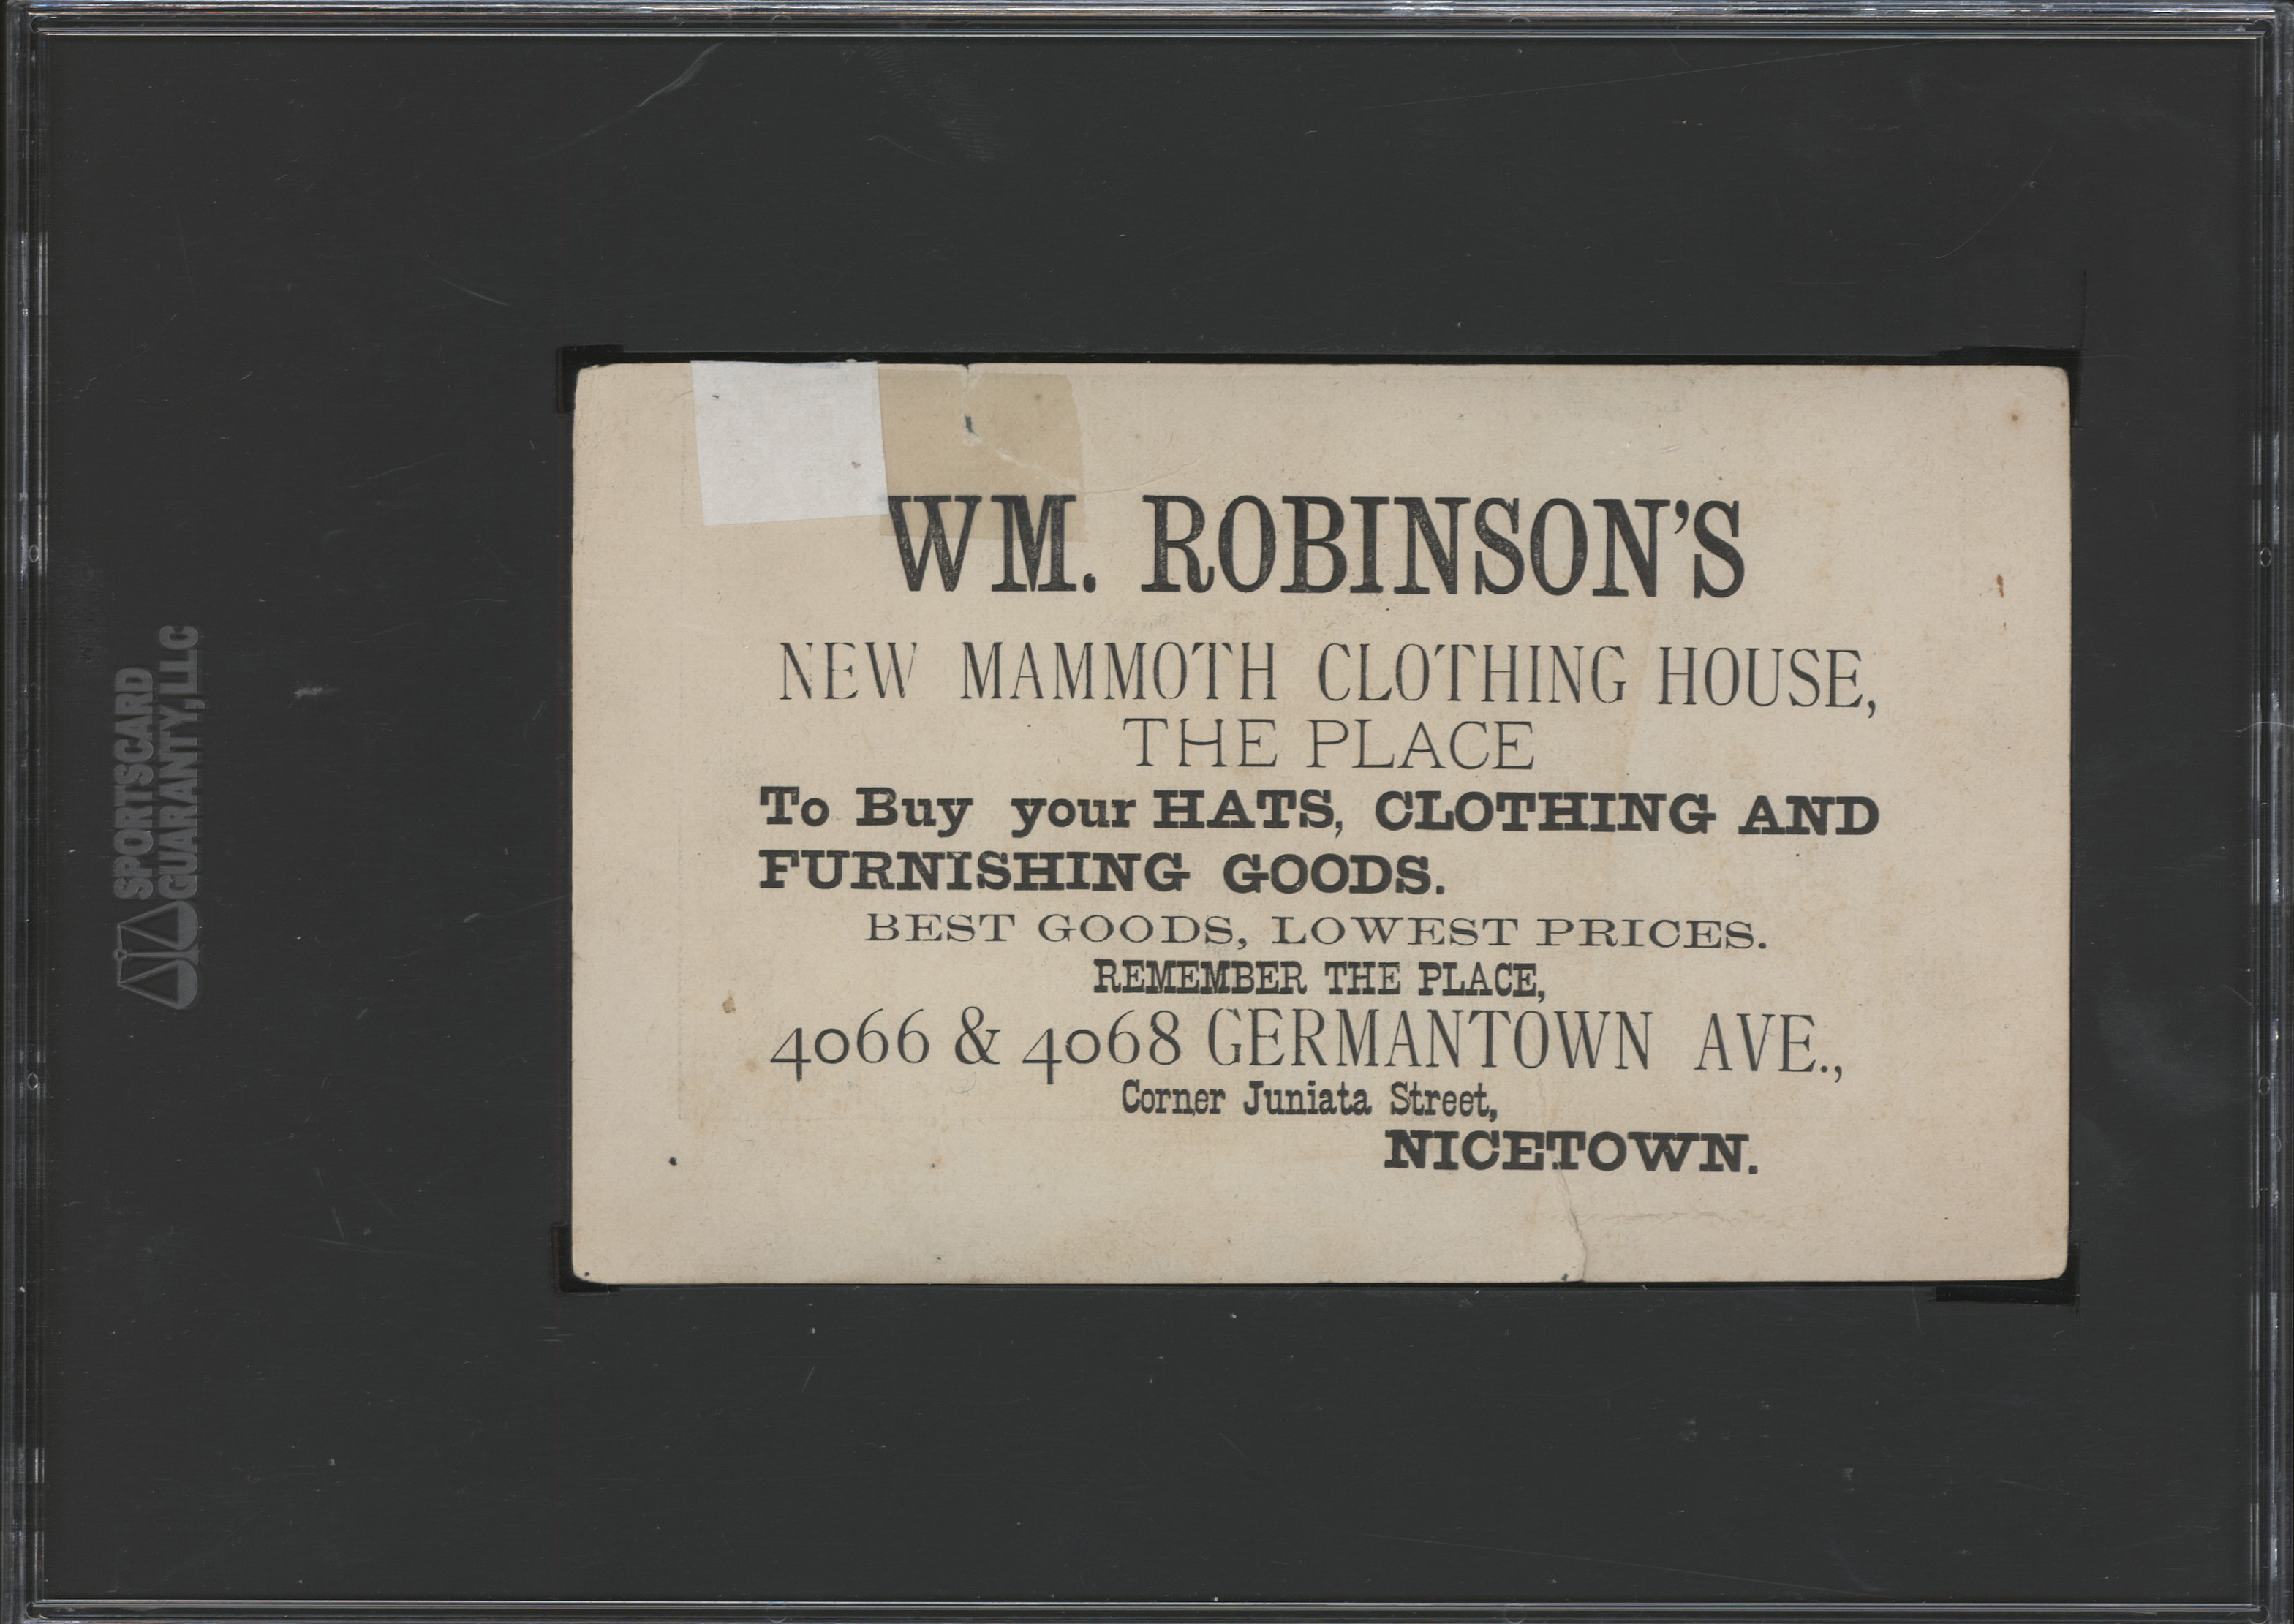 WM. ROBINSON'S
NEW MAMMOTH CLOTHING HOUSE,
THE PLACE
To Buy your HATS, CLOTHING AND
FURNISHING GOODS.
BEST GOODS, LOWEST PRICES.
REMEMBER THE PLACE,
4066 & 4068 GERMANTOWN AVE.,
Corner Juniata Street,
NICETOWN.
SPORTSCARD
GUARANTY,LLC